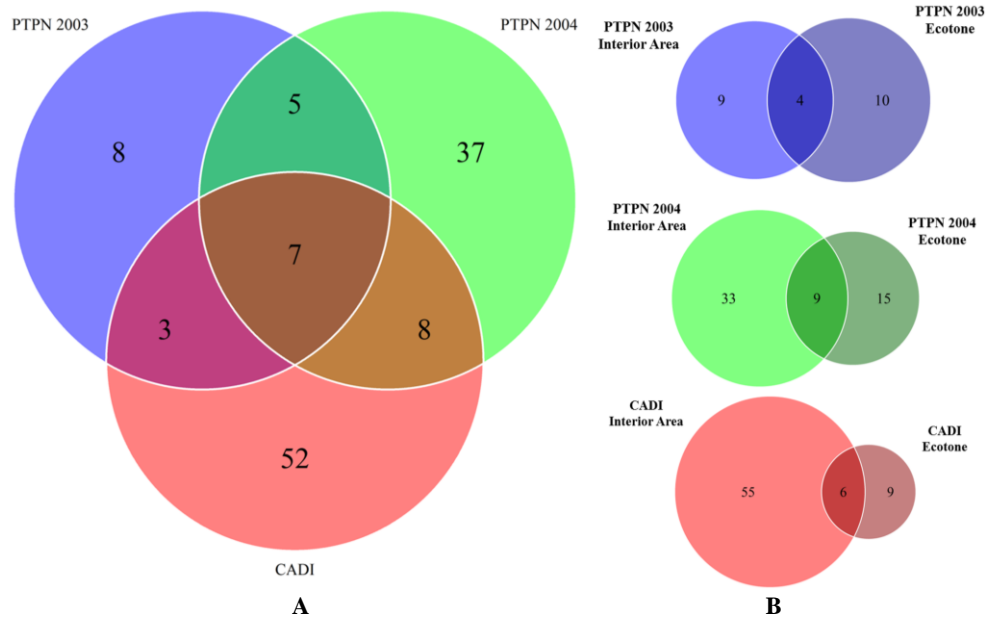 PTPN 2003
PTPN 2004
5
8
37
7
3
8
52
CADI
A
PTPN 2003
Interior Area
PTPN 2003
Ecotone
9
4
10
PTPN 2004
Interior Area
PTPN 2004
Ecotone
33
9
15
CADI
Interior Area
CADI
Ecotone
55
6
9
B